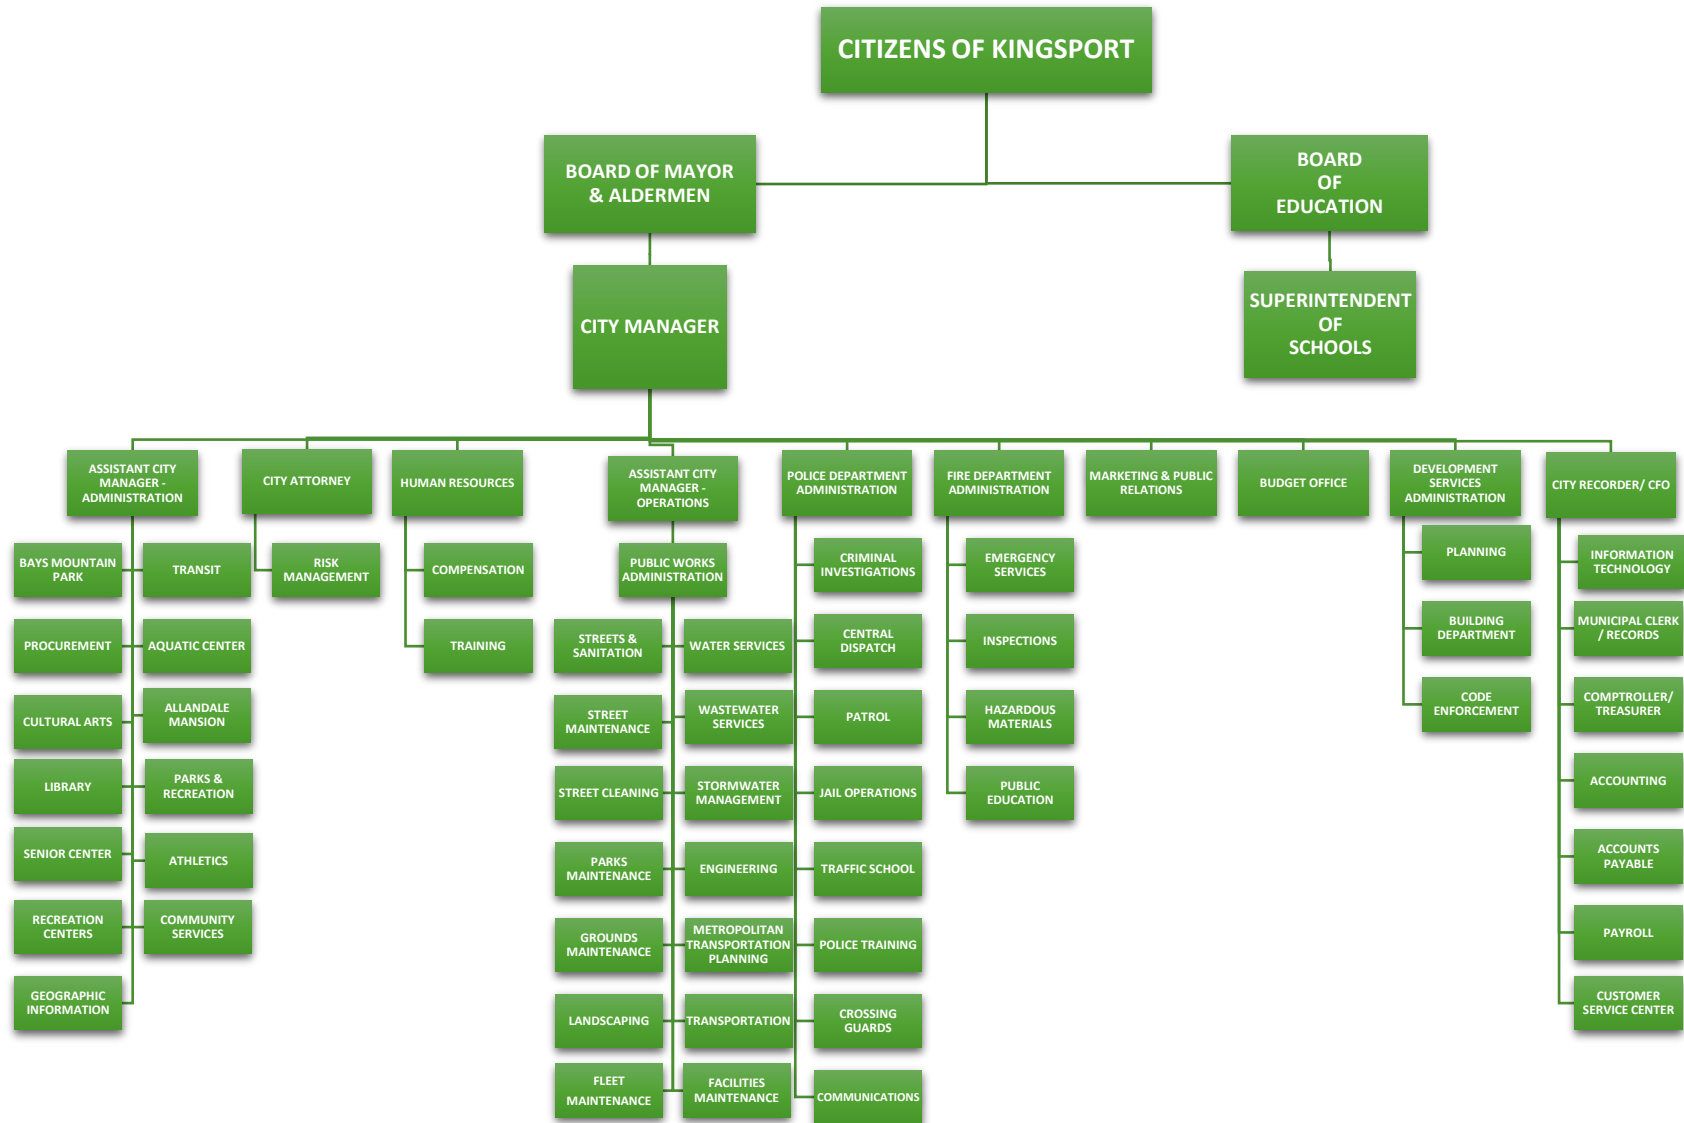 CITIZENS OF KINGSPORT
BOARD OF MAYOR
& ALDERMEN
BOARD
OF
EDUCATION
CITY MANAGER
SUPERINTENDENT
OF
SCHOOLS
ASSISTANT CITY
MANAGER -
ADMINISTRATION
CITY ATTORNEY
HUMAN RESOURCES
ASSISTANT CITY
MANAGER -
OPERATIONS
POLICE DEPARTMENT
ADMINISTRATION
FIRE DEPARTMENT
ADMINISTRATION
MARKETING & PUBLIC
RELATIONS
BUDGET OFFICE
DEVELOPMENT
SERVICES
ADMINISTRATION
CITY RECORDER/ CFO
BAYS MOUNTAIN
PARK
TRANSIT
PROCUREMENT
AQUATIC CENTER
CULTURAL ARTS
ALLANDALE
MANSION
LIBRARY
PARKS &
RECREATION
SENIOR CENTER
ATHLETICS
RECREATION
CENTERS
COMMUNITY
SERVICES
GEOGRAPHIC
INFORMATION
RISK
MANAGEMENT
COMPENSATION
TRAINING
PUBLIC WORKS
ADMINISTRATION
STREETS &
SANITATION
WATER SERVICES
STREET
MAINTENANCE
WASTEWATER
SERVICES
STREET CLEANING
STORMWATER
MANAGEMENT
PARKS
MAINTENANCE
ENGINEERING
GROUNDS
MAINTENANCE
METROPOLITAN
TRANSPORTATION
PLANNING
LANDSCAPING
TRANSPORTATION
FLEET
MAINTENANCE
FACILITIES
MAINTENANCE
CRIMINAL
INVESTIGATIONS
CENTRAL
DISPATCH
PATROL
JAIL OPERATIONS
TRAFFIC SCHOOL
POLICE TRAINING
CROSSING
GUARDS
COMMUNICATIONS
EMERGENCY
SERVICES
INSPECTIONS
HAZARDOUS
MATERIALS
PUBLIC
EDUCATION
PLANNING
BUILDING
DEPARTMENT
CODE
ENFORCEMENT
INFORMATION
TECHNOLOGY
MUNICIPAL CLERK
/ RECORDS
COMPTROLLER/
TREASURER
ACCOUNTING
ACCOUNTS
PAYABLE
PAYROLL
CUSTOMER
SERVICE CENTER